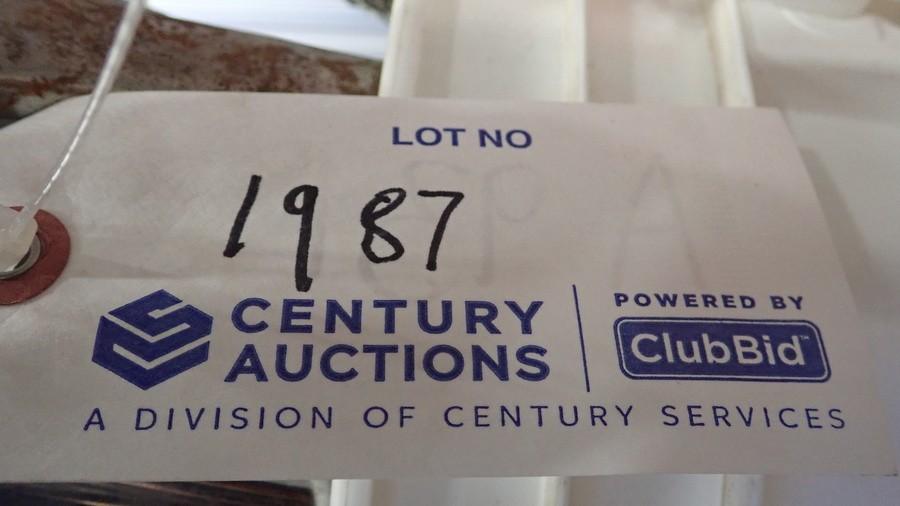 LOT NO
1987
CENTURY
AUCTIONS
POWERED BY
ClubBid™
A DIVISION OF CENTURY SERVICES